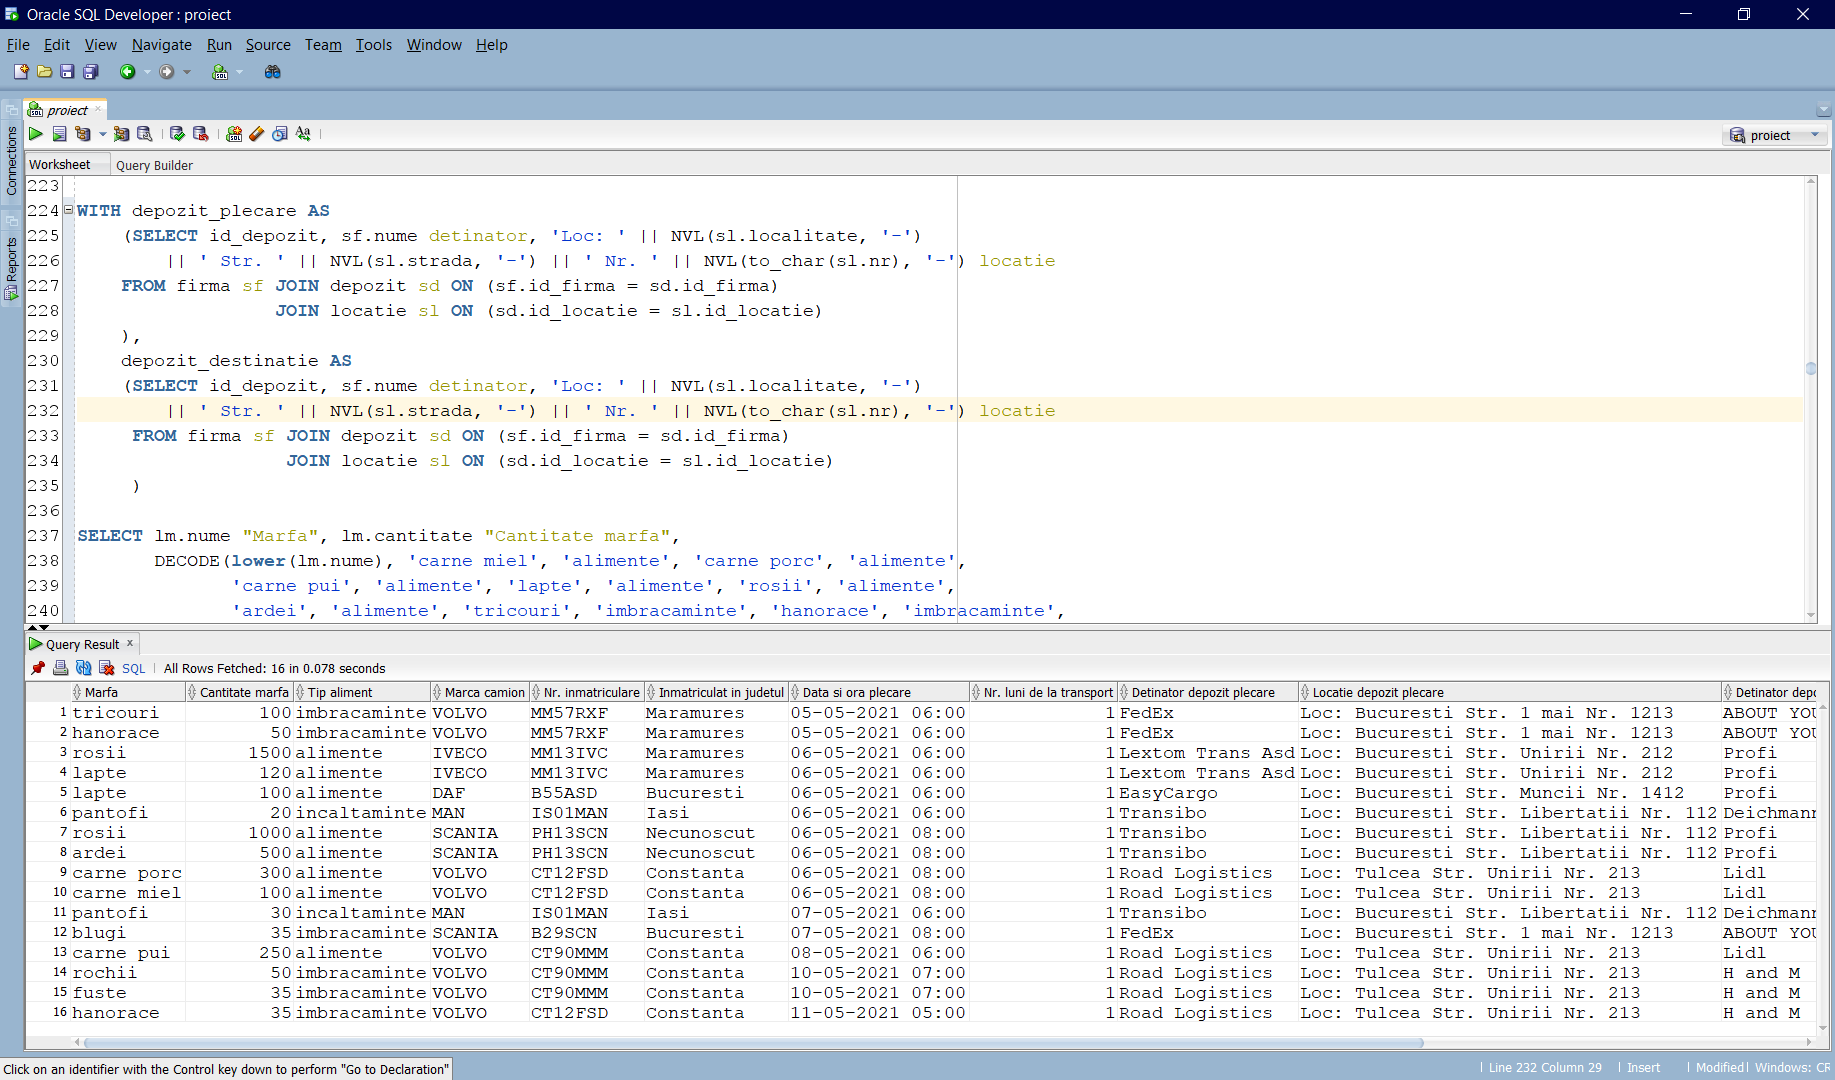 Oracle SQL Developer : proiect
File Edit View Navigate Run Source Team Tools Window Help
proiect
proiect
Connections
Reports
Worksheet Query Builder
223
224 WITH depozit_plecare AS
225 (SELECT id_depozit, sf.nume detinator, 'Loc: ' || NVL(sl.localitate, '-')
226 || ' Str. ' || NVL(sl.strada, '-') || ' Nr. ' || NVL(to_char(sl.nr), '-') locatie
227 FROM firma sf JOIN depozit sd ON (sf.id_firma = sd.id_firma)
228 JOIN locatie sl ON (sd.id_locatie = sl.id_locatie)
229 ),
230 depozit_destinatie AS
231 (SELECT id_depozit, sf.nume detinator, 'Loc: ' || NVL(sl.localitate, '-')
232 || ' Str. ' || NVL(sl.strada, '-') || ' Nr. ' || NVL(to_char(sl.nr), '-') locatie
233 FROM firma sf JOIN depozit sd ON (sf.id_firma = sd.id_firma)
234 JOIN locatie sl ON (sd.id_locatie = sl.id_locatie)
235 )
236
237 SELECT lm.nume "Marfa", lm.cantitate "Cantitate marfa",
238 DECODE(lower(lm.nume), 'carne miel', 'alimente', 'carne porc', 'alimente',
239 'carne pui', 'alimente', 'lapte', 'alimente', 'rosii', 'alimente',
240 'ardei', 'alimente', 'tricouri', 'imbracaminte', 'hanorace', 'imbracaminte',
Query Result
SQL | All Rows Fetched: 16 in 0.078 seconds
Marfa Cantitate marfa Tip aliment Marca camion Nr. inmatriculare Inmatriculat in judetul Data si ora plecare Nr. luni de la transport Detinator depozit plecare Locatie depozit plecare Detinator depo
1 tricouri 100 imbracaminte VOLVO MM57RXF Maramures 05-05-2021 06:00 1 FedEx Loc: Bucuresti Str. 1 mai Nr. 1213 ABOUT YOU
2 hanorace 50 imbracaminte VOLVO MM57RXF Maramures 05-05-2021 06:00 1 FedEx Loc: Bucuresti Str. 1 mai Nr. 1213 ABOUT YOU
3 rosii 1500 alimente IVECO MM13IVC Maramures 06-05-2021 06:00 1 Lextom Trans Asd Loc: Bucuresti Str. Unirii Nr. 212 Profi
4 lapte 120 alimente IVECO MM13IVC Maramures 06-05-2021 06:00 1 Lextom Trans Asd Loc: Bucuresti Str. Unirii Nr. 212 Profi
5 lapte 100 alimente DAF B55ASD Bucuresti 06-05-2021 06:00 1 EasyCargo Loc: Bucuresti Str. Muncii Nr. 1412 Profi
6 pantofi 20 incaltaminte MAN IS01MAN Iasi 06-05-2021 06:00 1 Transibo Loc: Bucuresti Str. Libertatii Nr. 112 Deichmann
7 rosii 1000 alimente SCANIA PH13SCN Necunoscut 06-05-2021 08:00 1 Transibo Loc: Bucuresti Str. Libertatii Nr. 112 Profi
8 ardei 500 alimente SCANIA PH13SCN Necunoscut 06-05-2021 08:00 1 Transibo Loc: Bucuresti Str. Libertatii Nr. 112 Profi
9 carne porc 300 alimente VOLVO CT12FSD Constanta 06-05-2021 08:00 1 Road Logistics Loc: Tulcea Str. Unirii Nr. 213 Lidl
10 carne miel 100 alimente VOLVO CT12FSD Constanta 06-05-2021 08:00 1 Road Logistics Loc: Tulcea Str. Unirii Nr. 213 Lidl
11 pantofi 30 incaltaminte MAN IS01MAN Iasi 07-05-2021 06:00 1 Transibo Loc: Bucuresti Str. Libertatii Nr. 112 Deichmann
12 blugi 35 imbracaminte SCANIA B29SCN Bucuresti 07-05-2021 08:00 1 FedEx Loc: Bucuresti Str. 1 mai Nr. 1213 ABOUT YOU
13 carne pui 250 alimente VOLVO CT90MMM Constanta 08-05-2021 06:00 1 Road Logistics Loc: Tulcea Str. Unirii Nr. 213 Lidl
14 rochii 50 imbracaminte VOLVO CT90MMM Constanta 10-05-2021 07:00 1 Road Logistics Loc: Tulcea Str. Unirii Nr. 213 H and M
15 fuste 35 imbracaminte VOLVO CT90MMM Constanta 10-05-2021 07:00 1 Road Logistics Loc: Tulcea Str. Unirii Nr. 213 H and M
16 hanorace 35 imbracaminte VOLVO CT12FSD Constanta 11-05-2021 05:00 1 Road Logistics Loc: Tulcea Str. Unirii Nr. 213 H and M
Click on an identifier with the Control key down to perform "Go to Declaration"
Line 232 Column 29 | Insert | Modified | Windows: CR